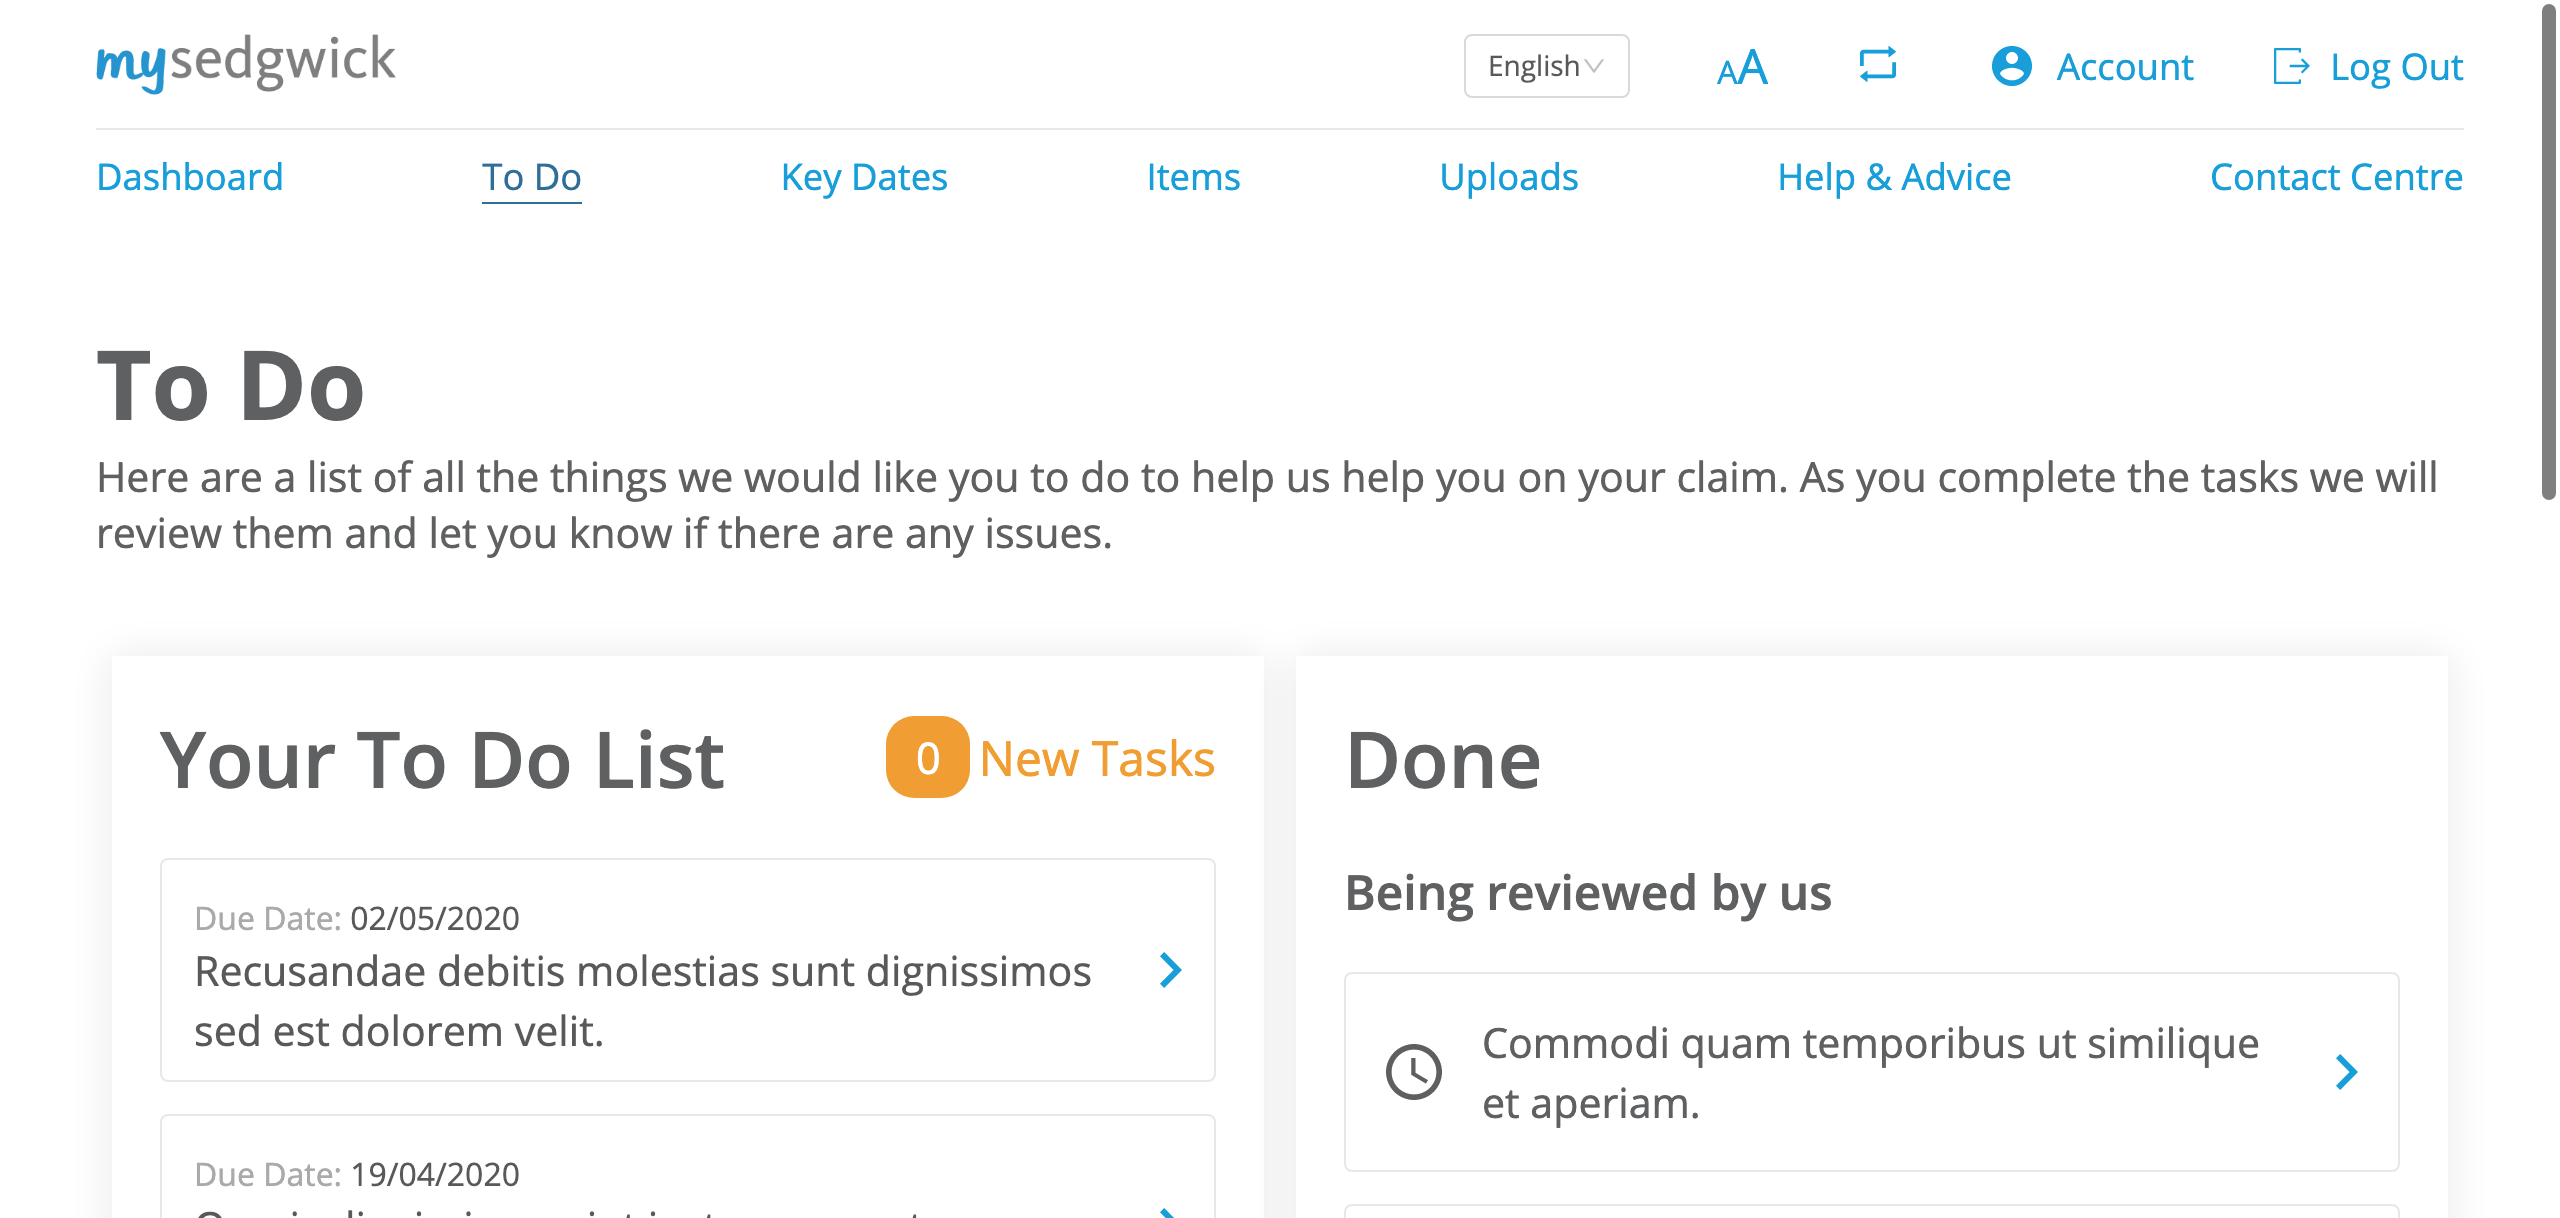 mysedgwick
English
AA
Account
Log Out
Dashboard
To Do
Key Dates
Items
Uploads
Help & Advice
Contact Centre
To Do
Here are a list of all the things we would like you to do to help us help you on your claim. As you complete the tasks we will
review them and let you know if there are any issues.
Your To Do List
0 New Tasks
Due Date: 02/05/2020
Recusandae debitis molestias sunt dignissimos
sed est dolorem velit.
Due Date: 19/04/2020
Done
Being reviewed by us
Commodi quam temporibus ut similique
et aperiam.